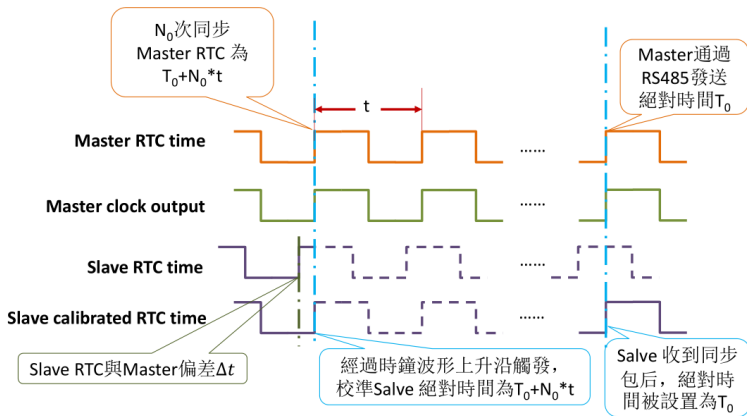 N₀次同步
Master RTC 為
T₀+N₀*t
Master通過
RS485發送
絕對時間T₀
t
Master RTC time
......
Master clock output
......
Slave RTC time
......
Slave calibrated RTC time
......
Slave RTC與Master偏差Δt
經過時鐘波形上升沿觸發，
校準Salve 絕對時間為T₀+N₀*t
Salve 收到同步
包后，絕對時
間被設置為T₀